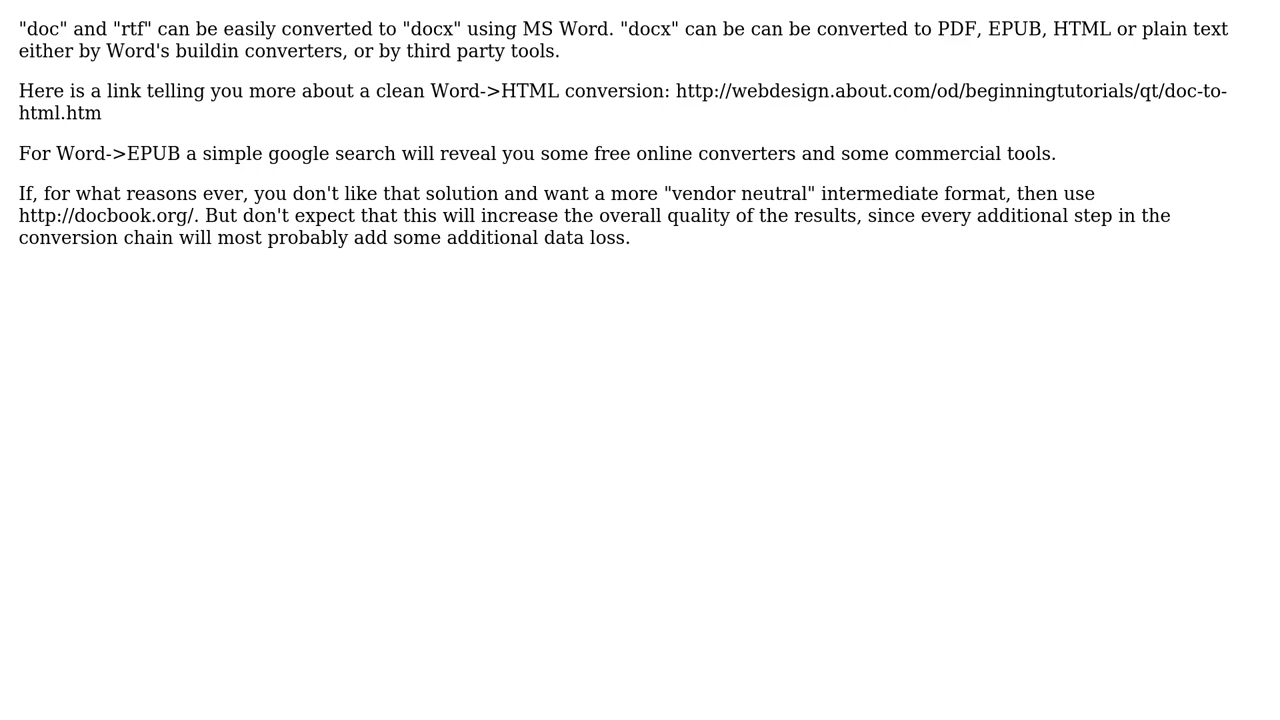 "doc" and "rtf" can be easily converted to "docx" using MS Word. "docx" can be can be converted to PDF, EPUB, HTML or plain text
either by Word's buildin converters, or by third party tools.
Here is a link telling you more about a clean Word->HTML conversion: http://webdesign.about.com/od/beginningtutorials/qt/doc-to-
html.htm
For Word->EPUB a simple google search will reveal you some free online converters and some commercial tools.
If, for what reasons ever, you don't like that solution and want a more "vendor neutral" intermediate format, then use
http://docbook.org/. But don't expect that this will increase the overall quality of the results, since every additional step in the
conversion chain will most probably add some additional data loss.